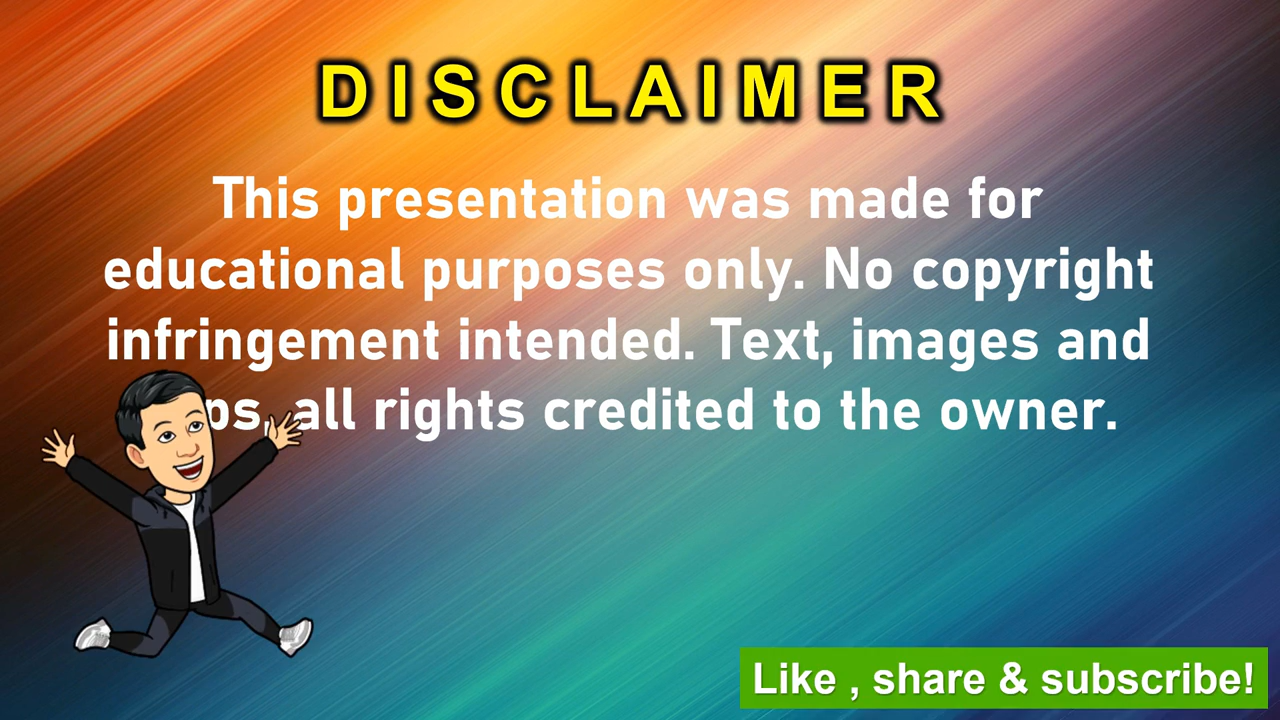 DISCLAIMER
This presentation was made for
educational purposes only. No copyright
infringement intended. Text, images and
all rights credited to the owner.
Like , share & subscribe!